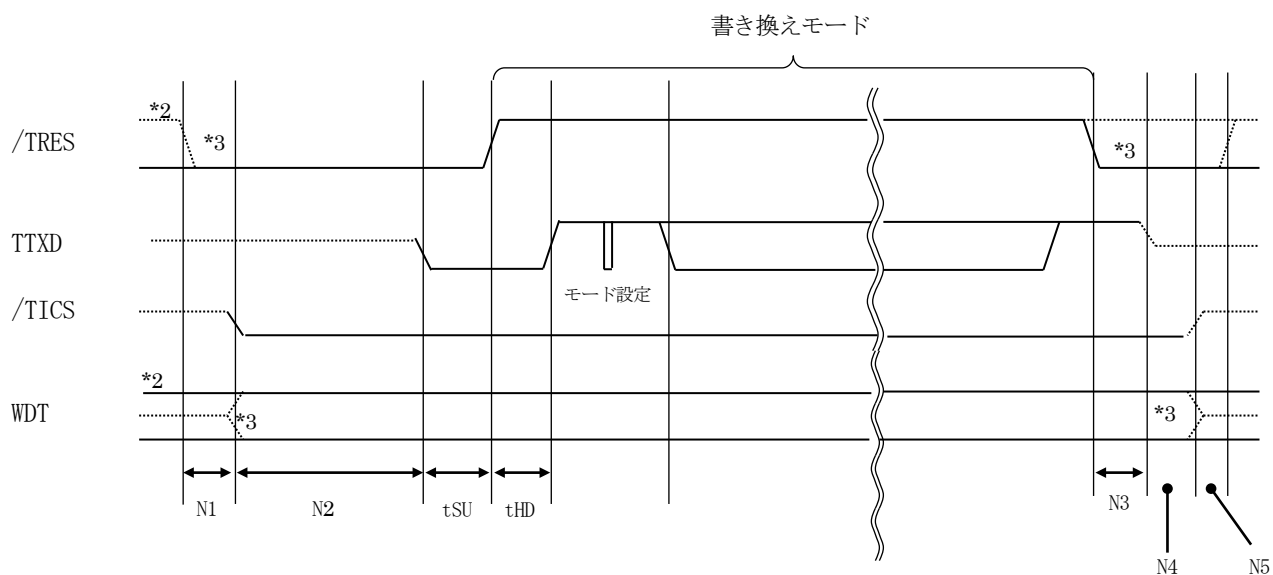 書き換えモード
*2
*3
*3
/TRES
TTXD
モード設定
/TICS
*2
*3
*3
WDT
N1
N2
tSU
tHD
N3
N4
N5